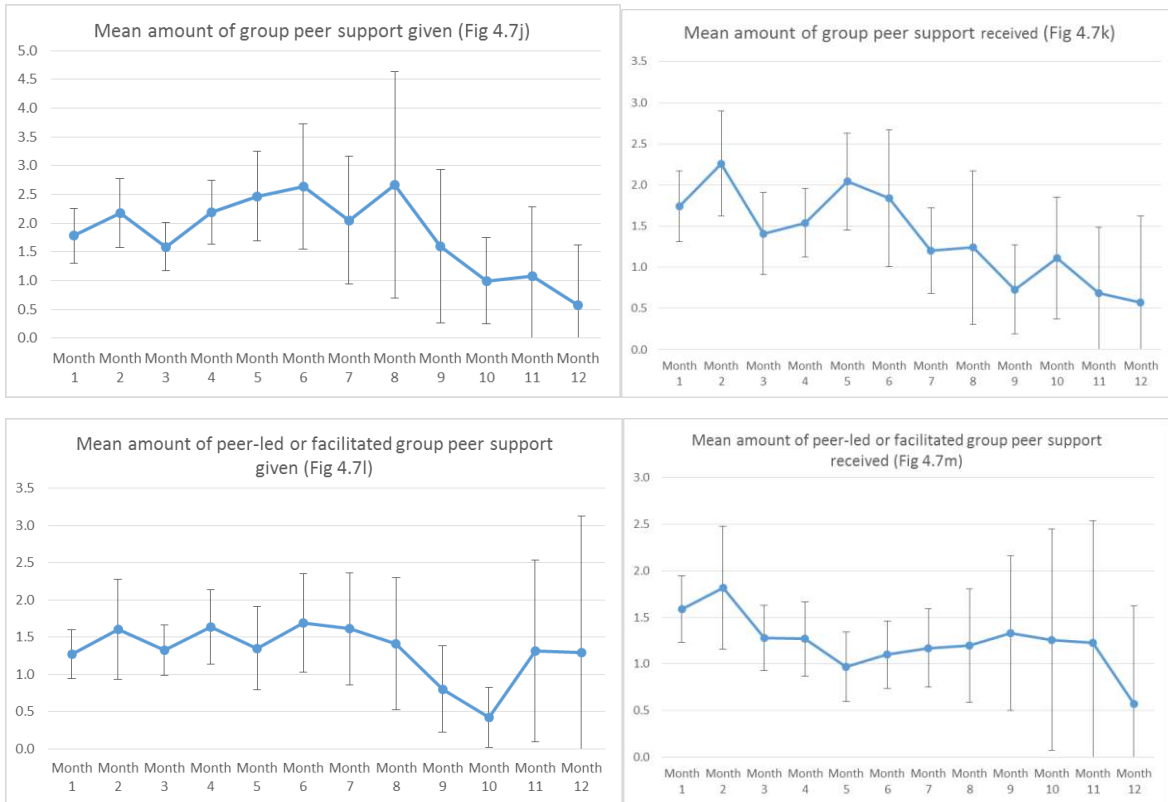 Mean amount of group peer support given (Fig 4.7j)
5.0
4.5
4.0
3.5
3.0
2.5
2.0
1.5
1.0
0.5
0.0
Month Month Month Month Month Month Month Month Month Month Month Month
1 2 3 4 5 6 7 8 9 10 11 12
Mean amount of group peer support received (Fig 4.7k)
3.5
3.0
2.5
2.0
1.5
1.0
0.5
0.0
Month Month Month Month Month Month Month Month Month Month Month Month
1 2 3 4 5 6 7 8 9 10 11 12
Mean amount of peer-led or facilitated group peer support
given (Fig 4.7l)
3.5
3.0
2.5
2.0
1.5
1.0
0.5
0.0
Month Month Month Month Month Month Month Month Month Month Month Month
1 2 3 4 5 6 7 8 9 10 11 12
Mean amount of peer-led or facilitated group peer support
received (Fig 4.7m)
3.0
2.5
2.0
1.5
1.0
0.5
0.0
Month Month Month Month Month Month Month Month Month Month Month Month
1 2 3 4 5 6 7 8 9 10 11 12